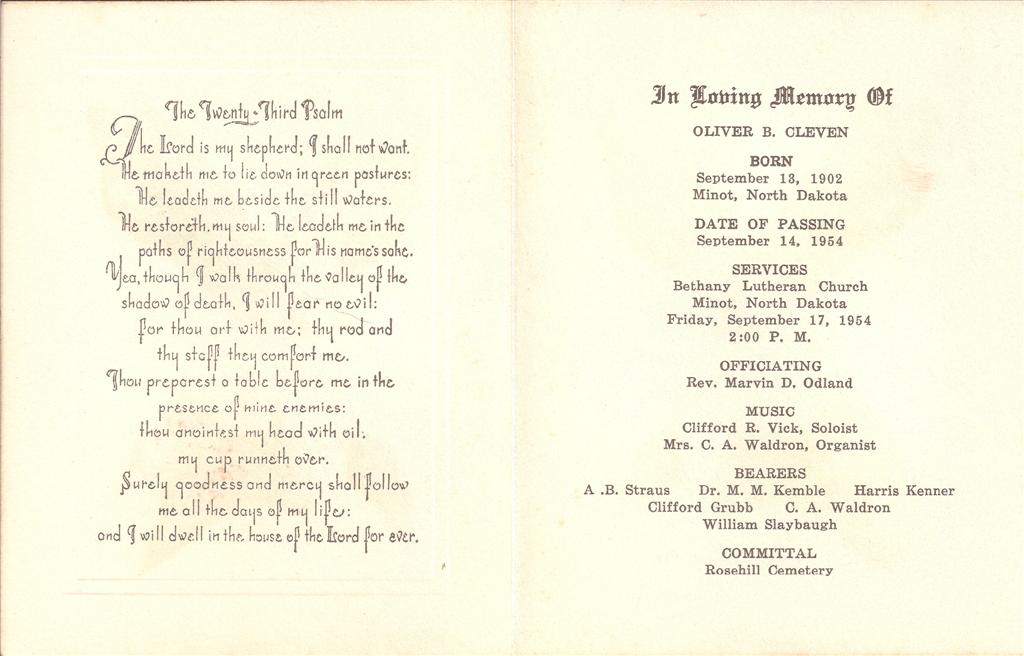 The Twenty-Third Psalm
The Lord is my shepherd; I shall not want.
He maketh me to lie down in green pastures:
He leadeth me beside the still waters.
He restoreth my soul: He leadeth me in the
paths of righteousness for His name's sake.
Yea, though I walk through the valley of the
shadow of death, I will fear no evil:
for thou art with me; thy rod and
thy staff they comfort me.
Thou preparest a table before me in the
presence of mine enemies:
thou anointest my head with oil;
my cup runneth over.
Surely goodness and mercy shall follow
me all the days of my life:
and I will dwell in the house of the Lord for ever.
In Loving Memory Of
OLIVER B. CLEVEN
BORN
September 13, 1902
Minot, North Dakota
DATE OF PASSING
September 14, 1954
SERVICES
Bethany Lutheran Church
Minot, North Dakota
Friday, September 17, 1954
2:00 P. M.
OFFICIATING
Rev. Marvin D. Odland
MUSIC
Clifford R. Vick, Soloist
Mrs. C. A. Waldron, Organist
BEARERS
A .B. Straus Dr. M. M. Kemble Harris Kenner
Clifford Grubb C. A. Waldron
William Slaybaugh
COMMITTAL
Rosehill Cemetery